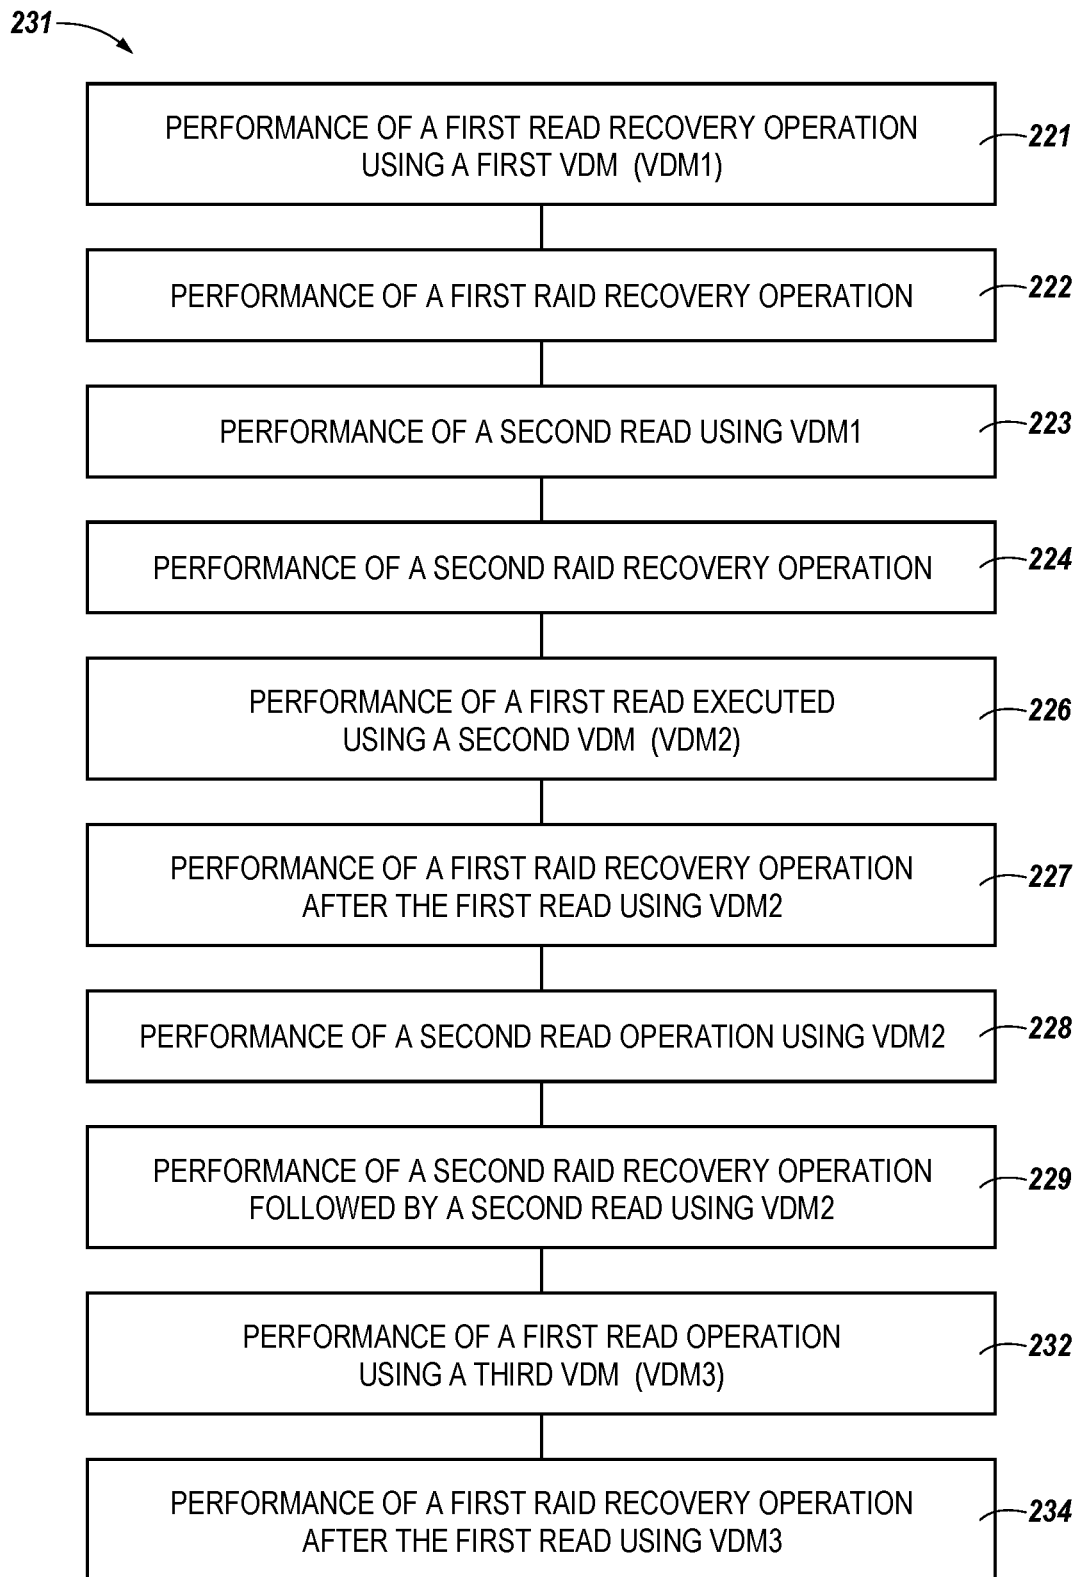 231
PERFORMANCE OF A FIRST READ RECOVERY OPERATION
USING A FIRST VDM (VDM1)
221
PERFORMANCE OF A FIRST RAID RECOVERY OPERATION
222
PERFORMANCE OF A SECOND READ USING VDM1
223
PERFORMANCE OF A SECOND RAID RECOVERY OPERATION
224
PERFORMANCE OF A FIRST READ EXECUTED
USING A SECOND VDM (VDM2)
226
PERFORMANCE OF A FIRST RAID RECOVERY OPERATION
AFTER THE FIRST READ USING VDM2
227
PERFORMANCE OF A SECOND READ OPERATION USING VDM2
228
PERFORMANCE OF A SECOND RAID RECOVERY OPERATION
FOLLOWED BY A SECOND READ USING VDM2
229
PERFORMANCE OF A FIRST READ OPERATION
USING A THIRD VDM (VDM3)
232
PERFORMANCE OF A FIRST RAID RECOVERY OPERATION
AFTER THE FIRST READ USING VDM3
234